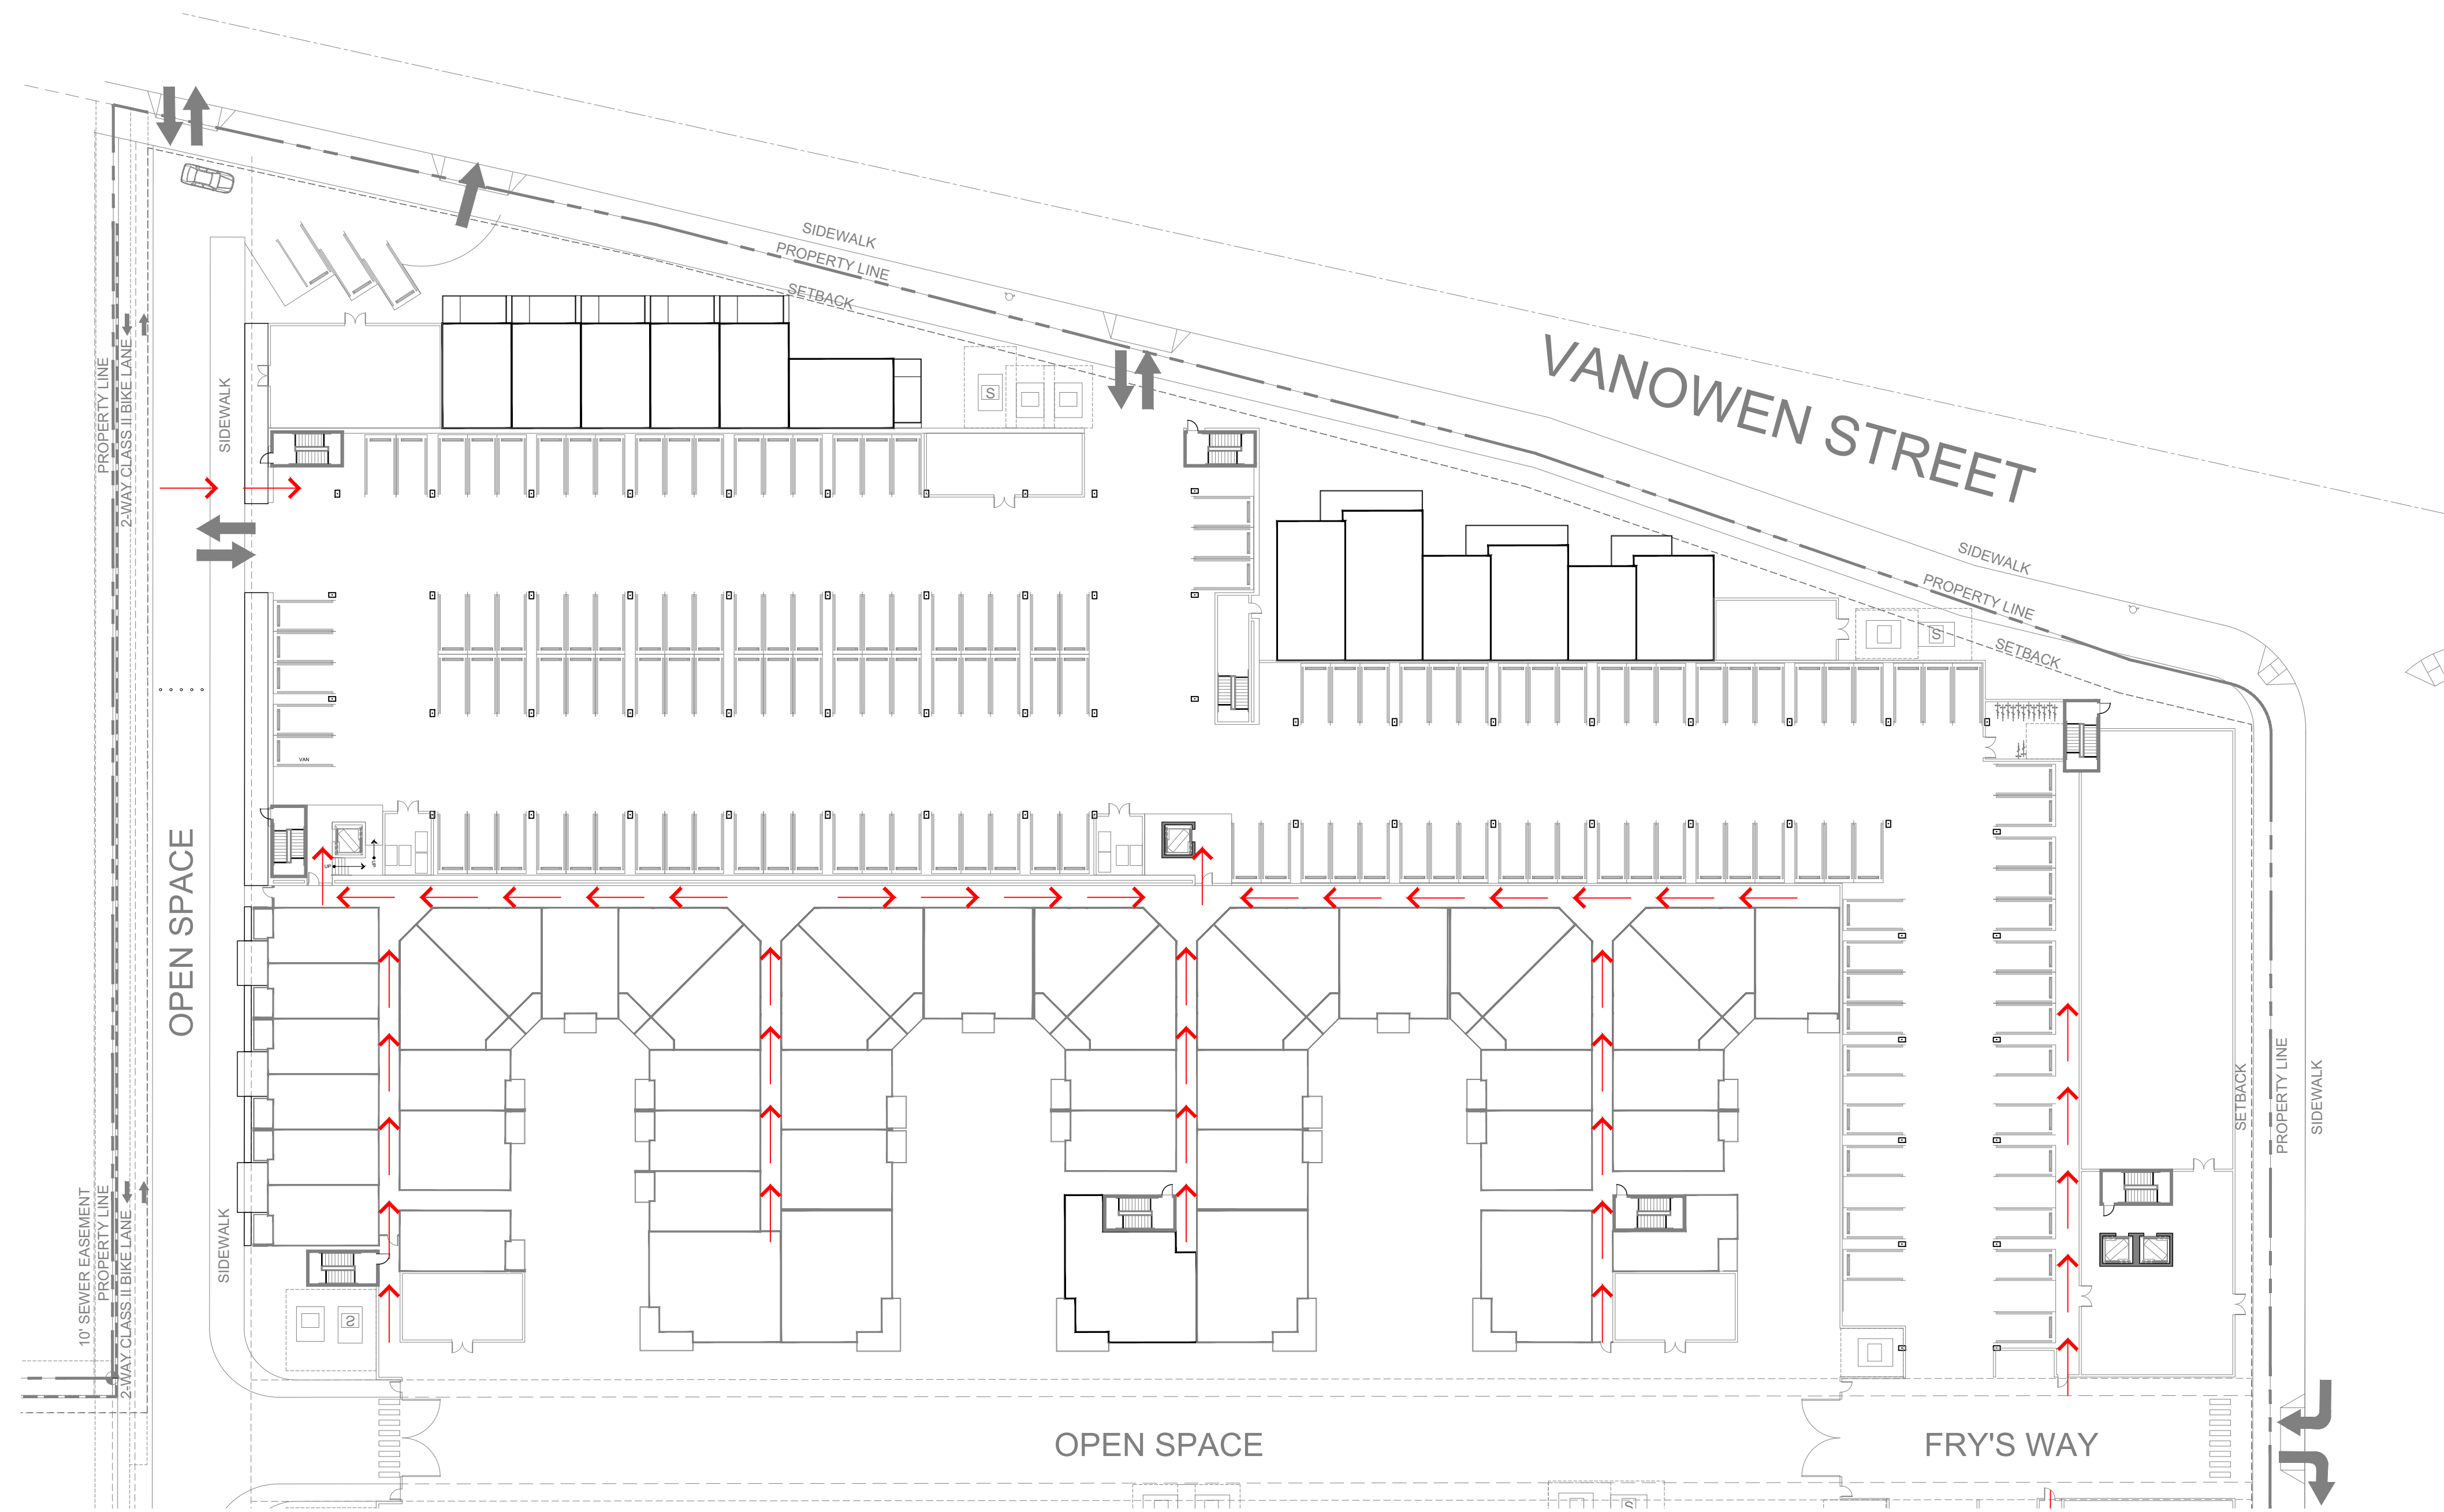 SIDEWALK
PROPERTY LINE
SETBACK
VANOWEN STREET
SIDEWALK
PROPERTY LINE
SETBACK
PROPERTY LINE
2-WAY CLASS II BIKE LANE
SIDEWALK
S
S
VAN
UP
UP
OPEN SPACE
SETBACK
PROPERTY LINE
SIDEWALK
10' SEWER EASEMENT
PROPERTY LINE
2-WAY CLASS II BIKE LANE
SIDEWALK
S
OPEN SPACE
FRY'S WAY
S